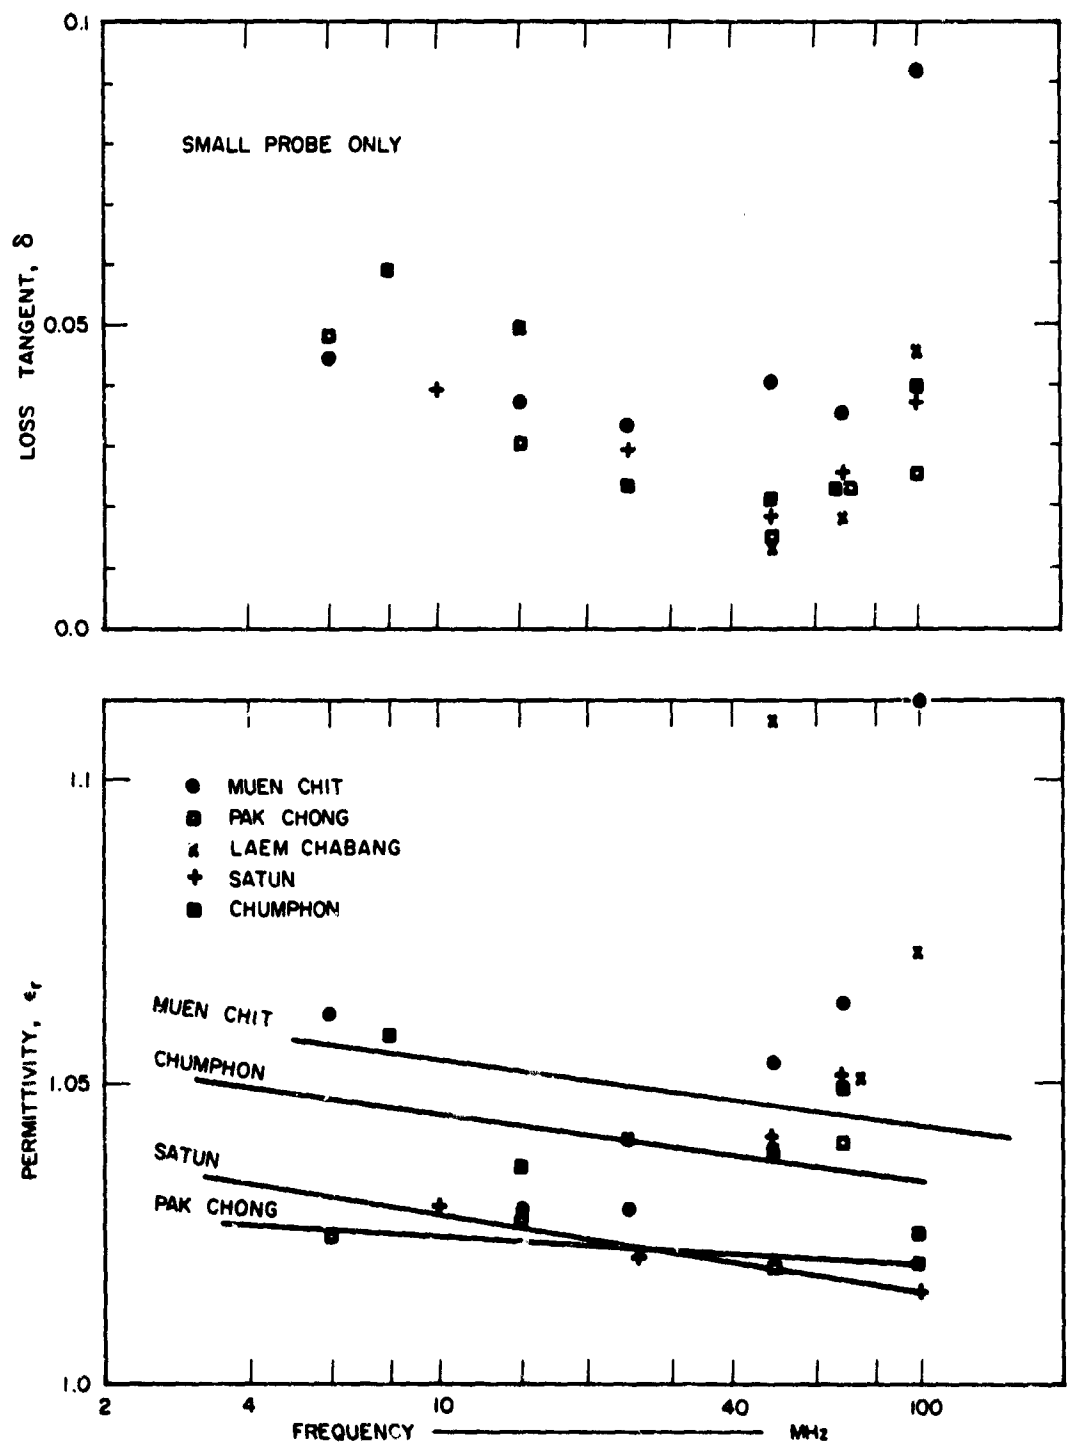 0.1
SMALL PROBE ONLY
LOSS TANGENT, δ
0.05
0.0
1.1
MUEN CHIT
PAK CHONG
LAEM CHABANG
SATUN
CHUMPHON
PERMITTIVITY, ϵr
MUEN CHIT
CHUMPHON
1.05
SATUN
PAK CHONG
1.0
2 4 10 40 100
FREQUENCY MHz